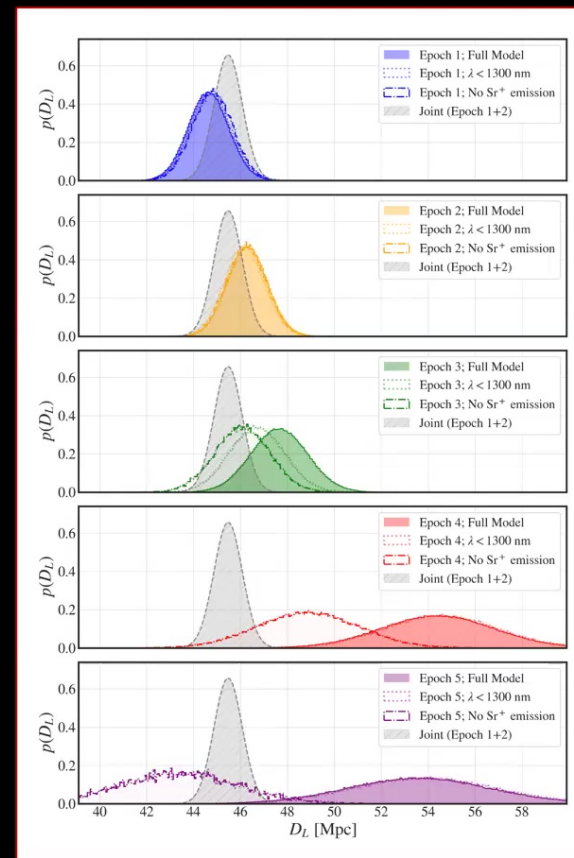 0.6
0.4
0.2
0.0
p(D_L)
Epoch 1; Full Model
Epoch 1; λ < 1300 nm
Epoch 1; No Sr⁺ emission
Joint (Epoch 1+2)
0.6
0.4
0.2
0.0
p(D_L)
Epoch 2; Full Model
Epoch 2; λ < 1300 nm
Epoch 2; No Sr⁺ emission
Joint (Epoch 1+2)
0.6
0.4
0.2
0.0
p(D_L)
Epoch 3; Full Model
Epoch 3; λ < 1300 nm
Epoch 3; No Sr⁺ emission
Joint (Epoch 1+2)
0.6
0.4
0.2
0.0
p(D_L)
Epoch 4; Full Model
Epoch 4; λ < 1300 nm
Epoch 4; No Sr⁺ emission
Joint (Epoch 1+2)
0.6
0.4
0.2
0.0
p(D_L)
Epoch 5; Full Model
Epoch 5; λ < 1300 nm
Epoch 5; No Sr⁺ emission
Joint (Epoch 1+2)
40 42 44 46 48 50 52 54 56 58
D_L [Mpc]